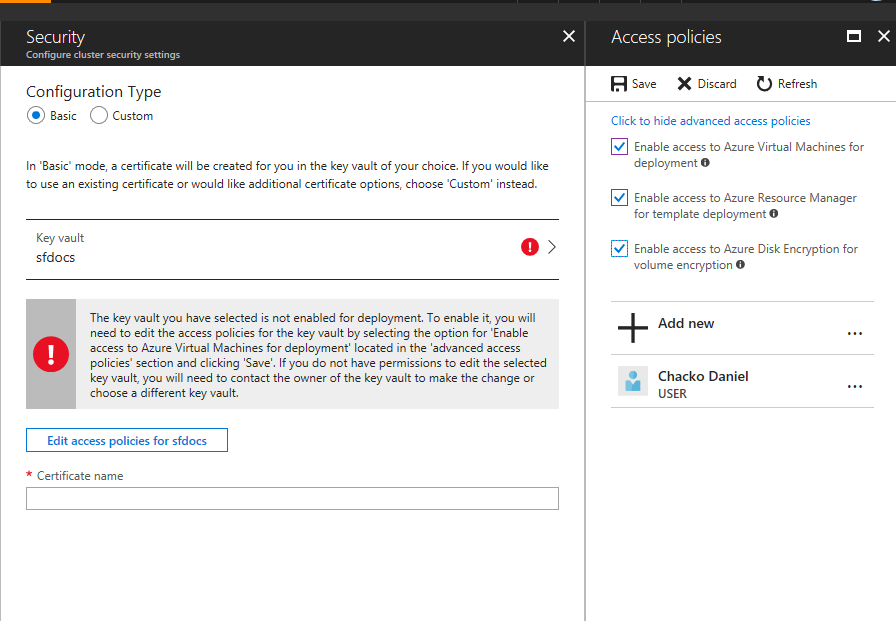 Security
Configure cluster security settings
Configuration Type
Basic
Custom
In 'Basic' mode, a certificate will be created for you in the key vault of your choice. If you would like
to use an existing certificate or would like additional certificate options, choose 'Custom' instead.
Key vault
sfdocs
The key vault you have selected is not enabled for deployment. To enable it, you will
need to edit the access policies for the key vault by selecting the option for 'Enable
access to Azure Virtual Machines for deployment' located in the 'advanced access
policies' section and clicking 'Save'. If you do not have permissions to edit the selected
key vault, you will need to contact the owner of the key vault to make the change or
choose a different key vault.
Edit access policies for sfdocs
* Certificate name
Access policies
Save
Discard
Refresh
Click to hide advanced access policies
Enable access to Azure Virtual Machines for
deployment
Enable access to Azure Resource Manager
for template deployment
Enable access to Azure Disk Encryption for
volume encryption
Add new
...
Chacko Daniel
USER
...